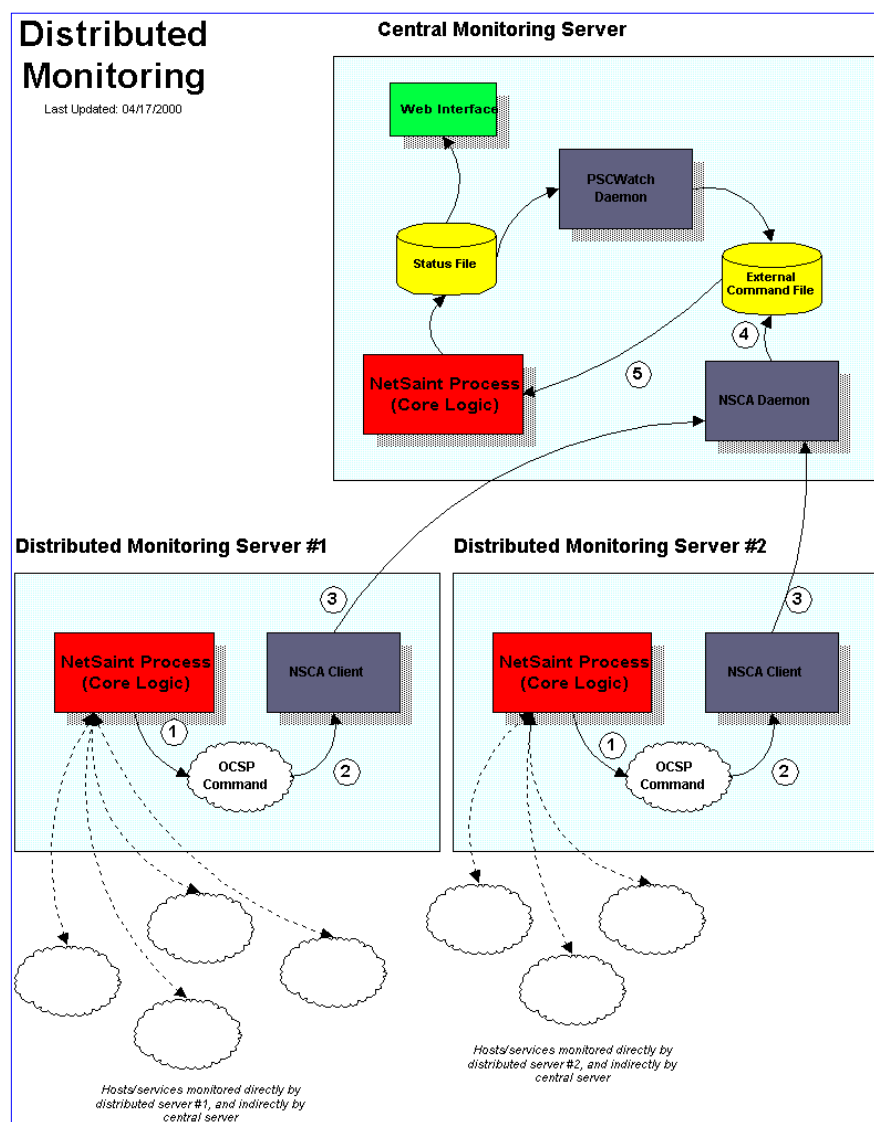 Distributed
Monitoring
Last Updated: 04/17/2000
Central Monitoring Server
Web Interface
PSCWatch
Daemon
Status File
External
Command File
4
5
NetSaint Process
(Core Logic)
NSCA Daemon
Distributed Monitoring Server #1
3
NetSaint Process
(Core Logic)
NSCA Client
1
OCSP
Command
2
Distributed Monitoring Server #2
3
NetSaint Process
(Core Logic)
NSCA Client
1
OCSP
Command
2
Hosts/services monitored directly by
distributed server #1, and indirectly by
central server
Hosts/services monitored directly by
distributed server #2, and indirectly by
central server